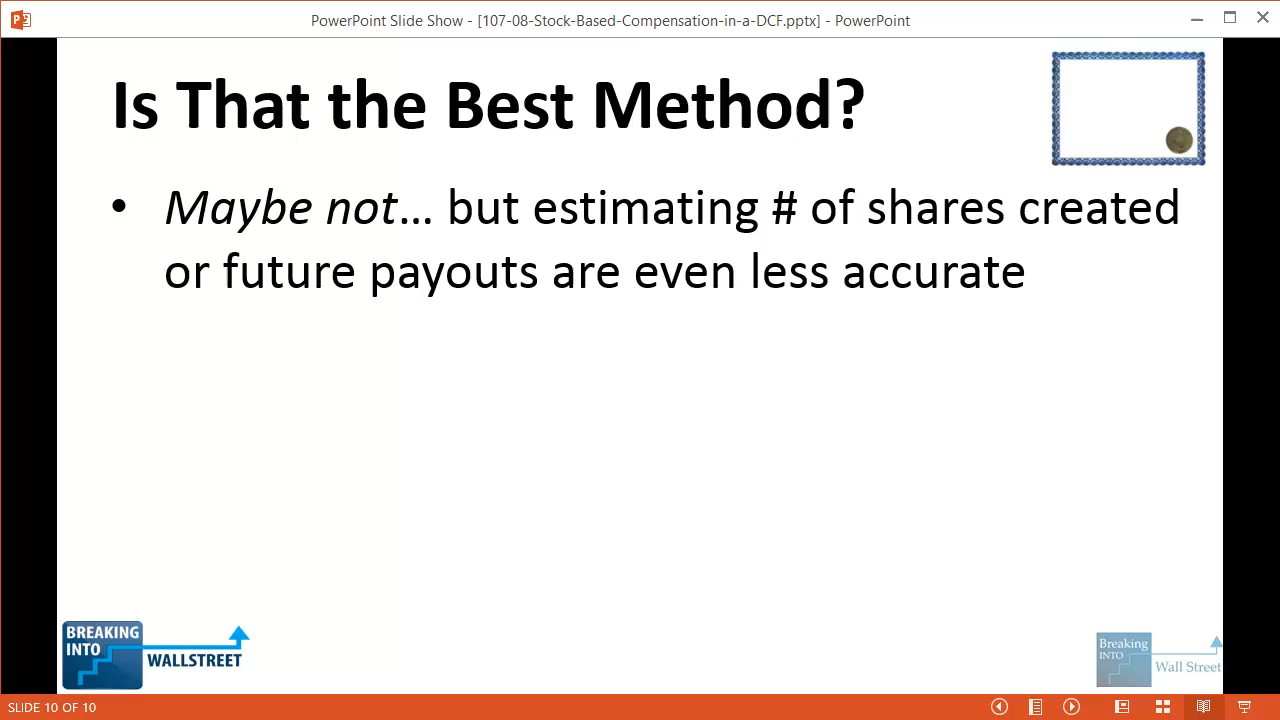 PowerPoint Slide Show - [107-08-Stock-Based-Compensation-in-a-DCF.pptx] - PowerPoint
Is That the Best Method?
• Maybe not... but estimating # of shares created
or future payouts are even less accurate
BREAKING
INTO
WALLSTREET
Breaking
INTO
Wall Street
SLIDE 10 OF 10